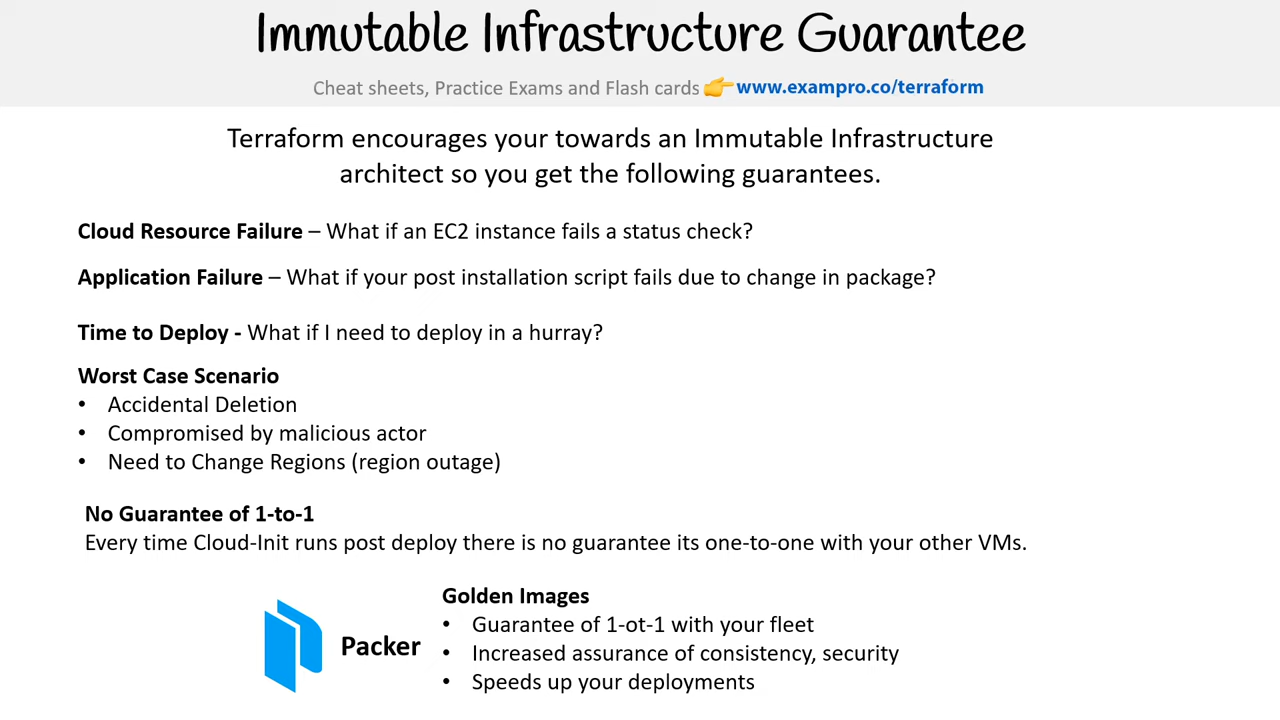 Immutable Infrastructure Guarantee
Cheat sheets, Practice Exams and Flash cards 👉 www.exampro.co/terraform
Terraform encourages your towards an Immutable Infrastructure
architect so you get the following guarantees.
Cloud Resource Failure – What if an EC2 instance fails a status check?
Application Failure – What if your post installation script fails due to change in package?
Time to Deploy - What if I need to deploy in a hurray?
Worst Case Scenario
• Accidental Deletion
• Compromised by malicious actor
• Need to Change Regions (region outage)
No Guarantee of 1-to-1
Every time Cloud-Init runs post deploy there is no guarantee its one-to-one with your other VMs.
Packer
Golden Images
• Guarantee of 1-ot-1 with your fleet
• Increased assurance of consistency, security
• Speeds up your deployments